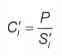 C'ᵢ = P / S'ᵢ